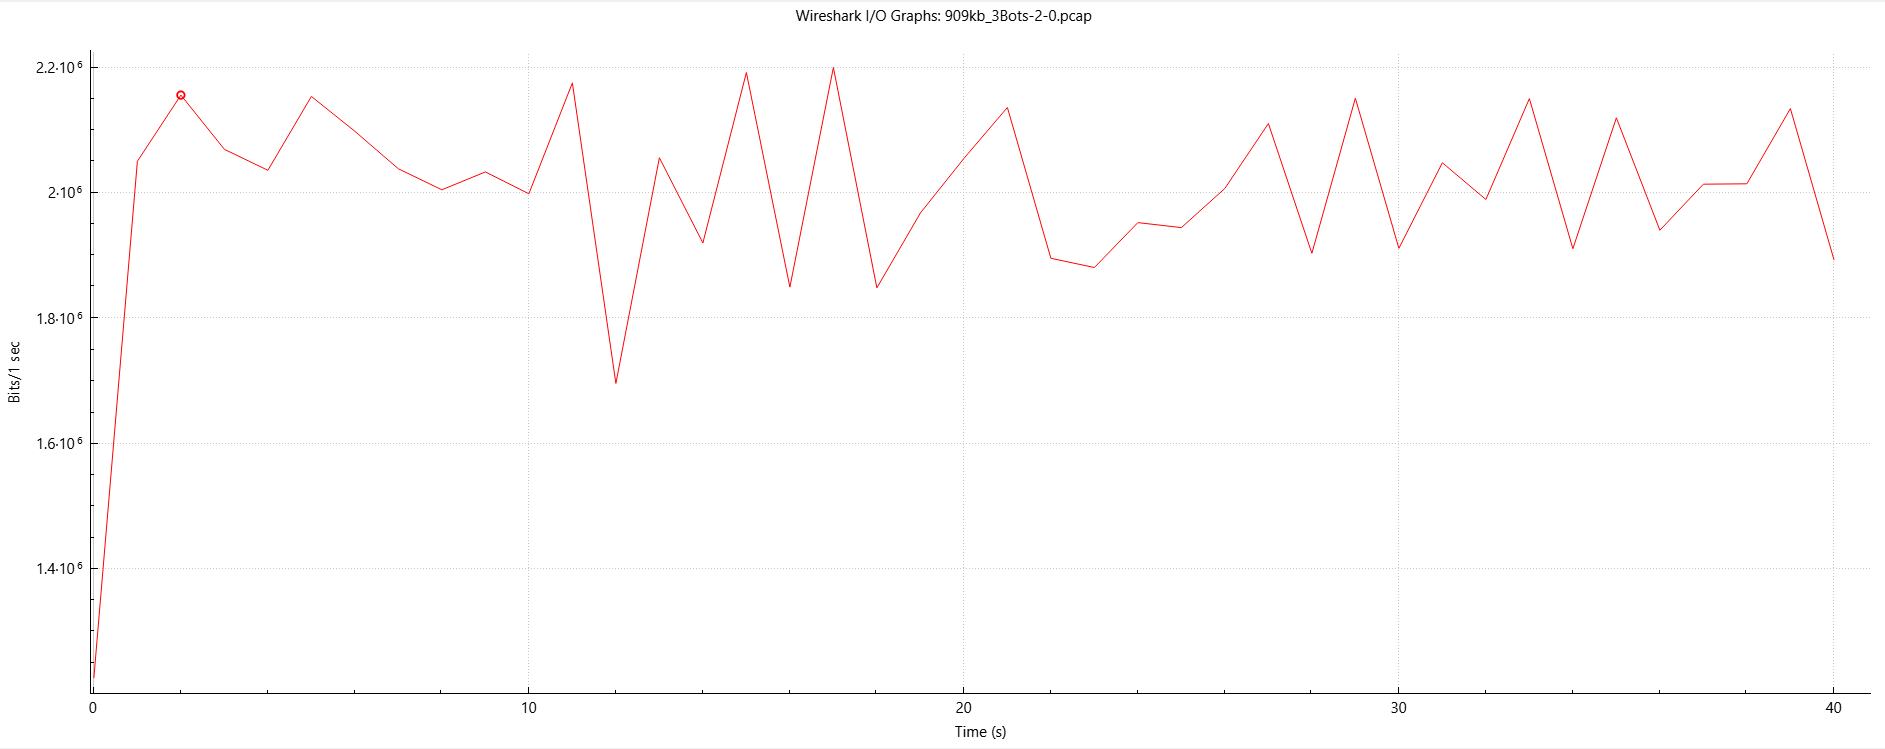 Wireshark I/O Graphs: 909kb_3Bots-2-0.pcap
2.2·10⁶
2·10⁶
1.8·10⁶
1.6·10⁶
1.4·10⁶
Bits/1 sec
0 10 20 30 40
Time (s)